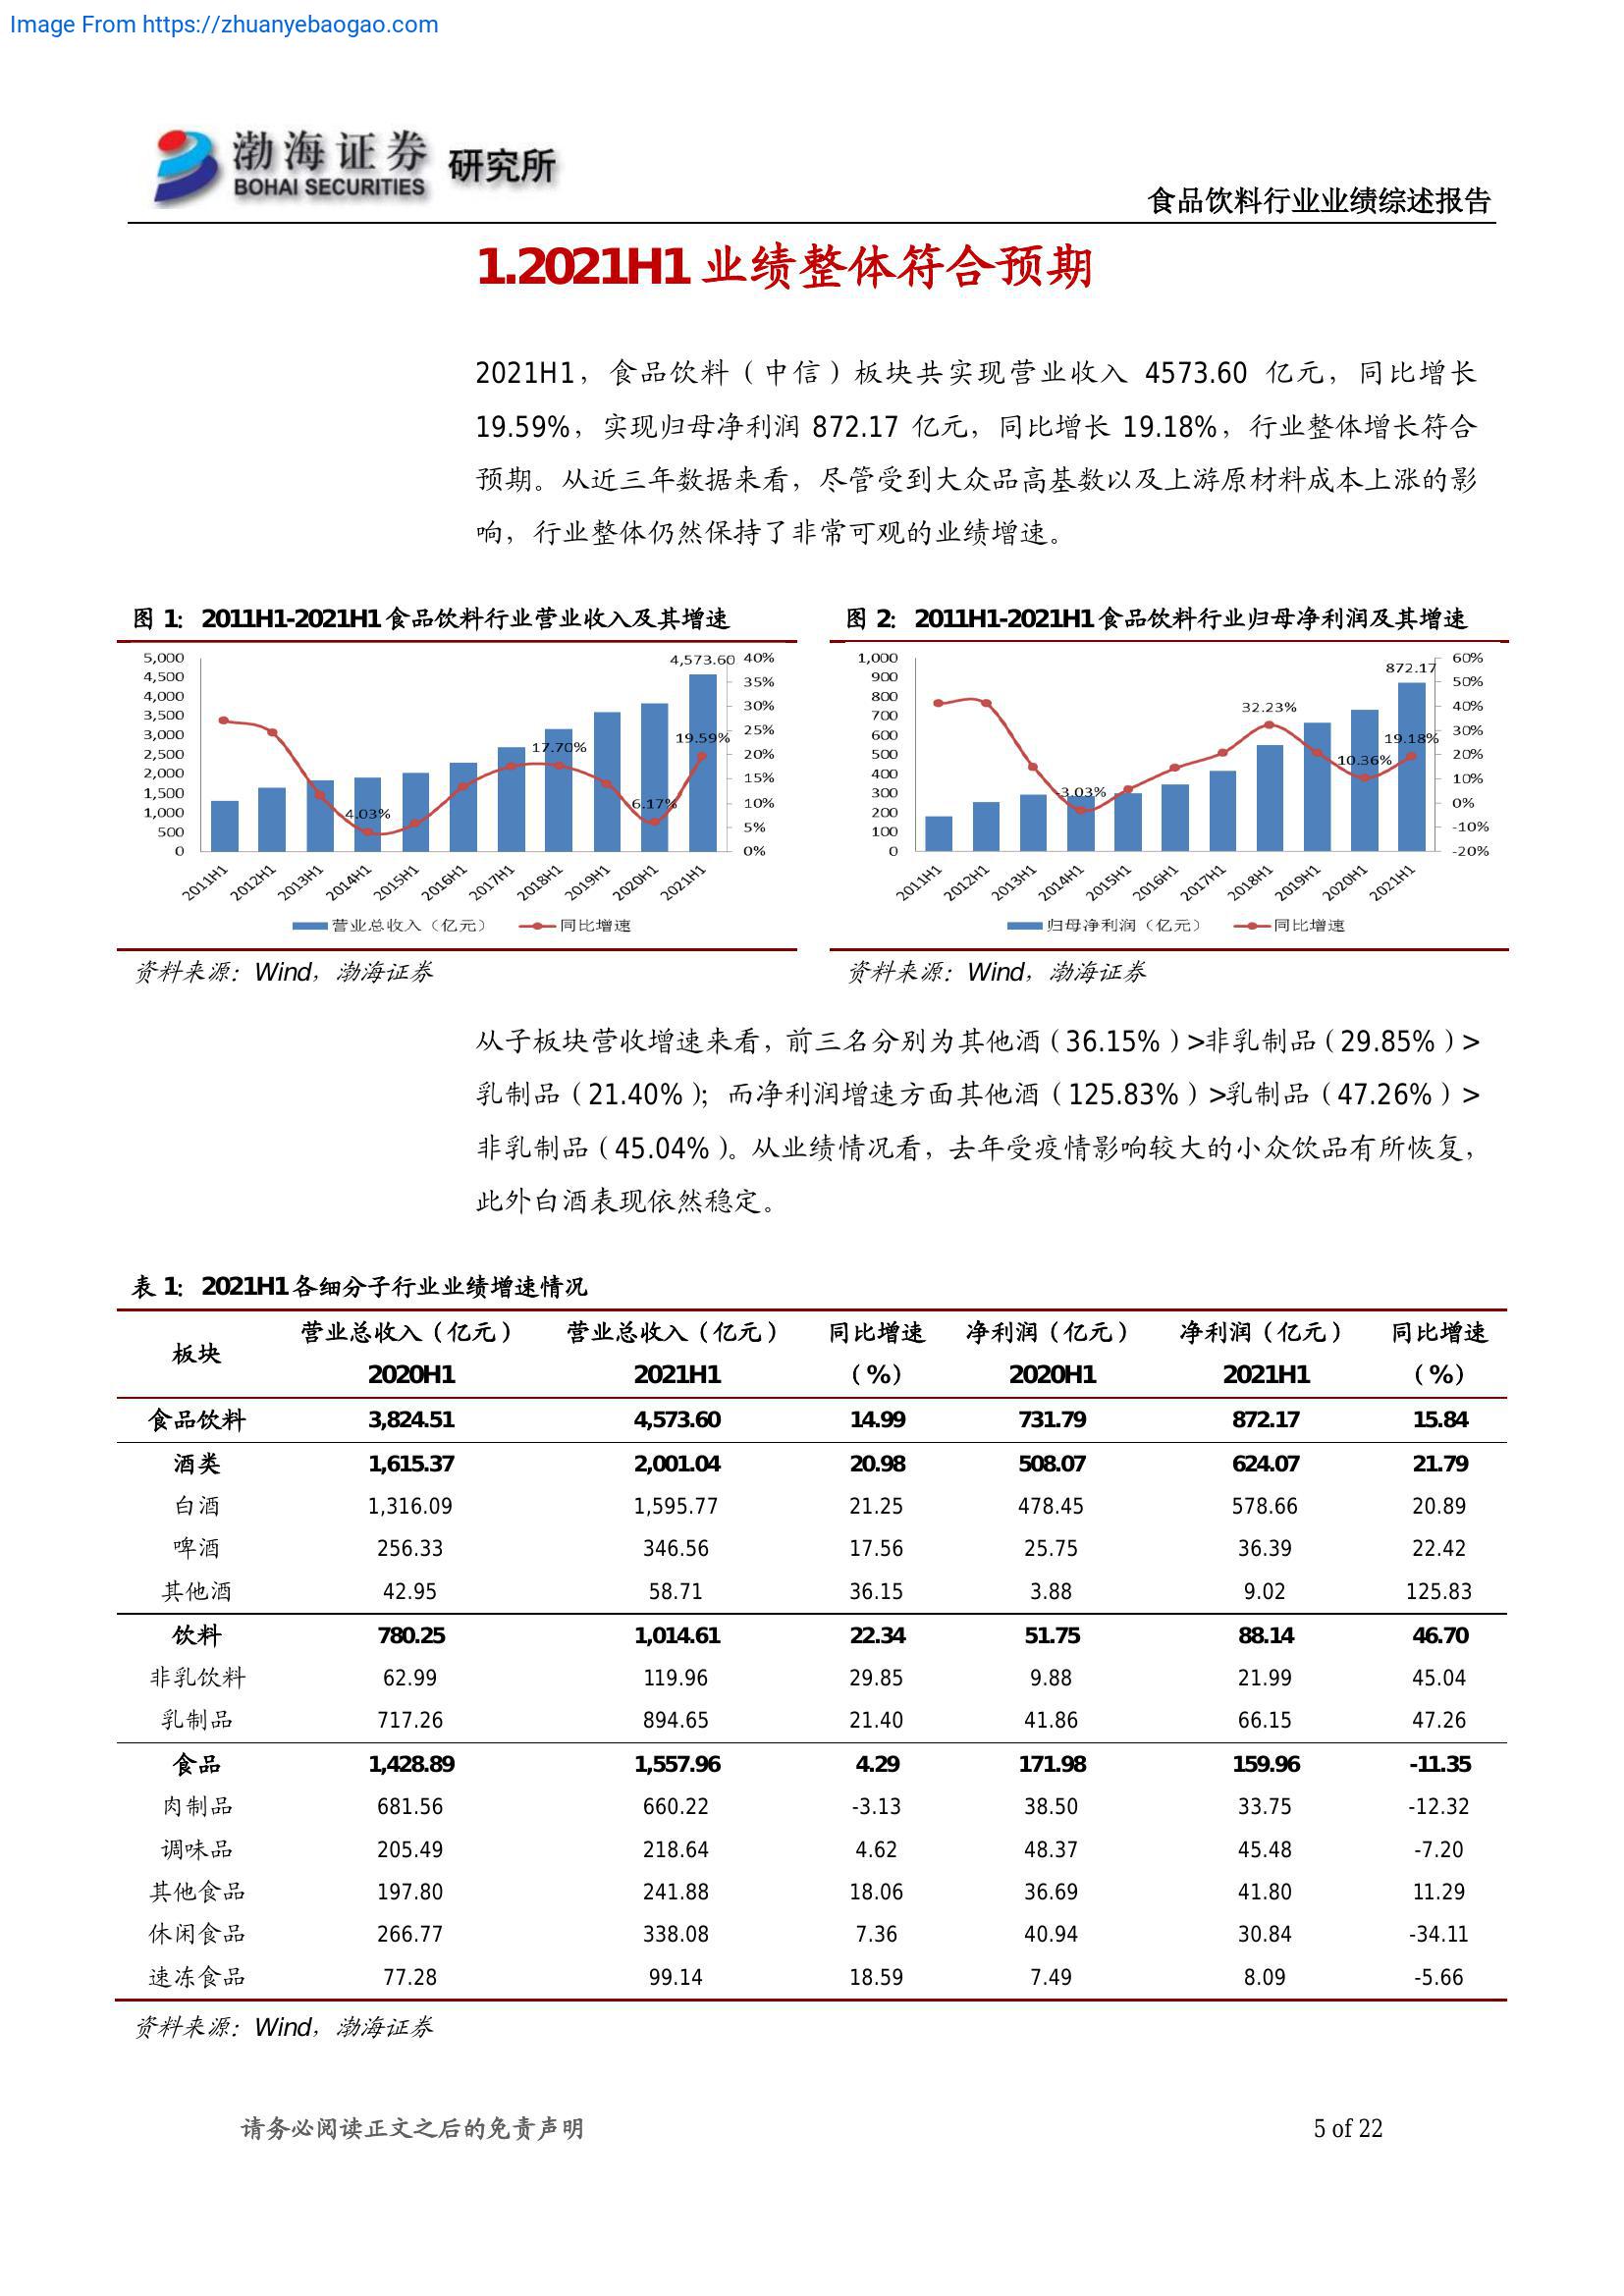 Image From https://zhuanyebaogao.com
渤海证券 研究所
BOHAI SECURITIES
食品饮料行业业绩综述报告
1.2021H1 业绩整体符合预期
2021H1，食品饮料（中信）板块共实现营业收入 4573.60 亿元，同比增长
19.59%，实现归母净利润 872.17 亿元，同比增长 19.18%，行业整体增长符合
预期。从近三年数据来看，尽管受到大众品高基数以及上游原材料成本上涨的影
响，行业整体仍然保持了非常可观的业绩增速。
图 1：2011H1-2021H1 食品饮料行业营业收入及其增速
5,000
4,500
4,000
3,500
3,000
2,500
2,000
1,500
1,000
500
0
4.03%
17.70%
6.17%
4,573.60
19.59%
40%
35%
30%
25%
20%
15%
10%
5%
0%
2011H1 2012H1 2013H1 2014H1 2015H1 2016H1 2017H1 2018H1 2019H1 2020H1 2021H1
营业总收入（亿元） 同比增速
资料来源：Wind，渤海证券
图 2：2011H1-2021H1 食品饮料行业归母净利润及其增速
1,000
900
800
700
600
500
400
300
200
100
0
-3.03%
32.23%
10.36%
872.17
19.18%
60%
50%
40%
30%
20%
10%
0%
-10%
-20%
2011H1 2012H1 2013H1 2014H1 2015H1 2016H1 2017H1 2018H1 2019H1 2020H1 2021H1
归母净利润（亿元） 同比增速
资料来源：Wind，渤海证券
从子板块营收增速来看，前三名分别为其他酒（36.15%）>非乳制品（29.85%）>
乳制品（21.40%）；而净利润增速方面其他酒（125.83%）>乳制品（47.26%）>
非乳制品（45.04%）。从业绩情况看，去年受疫情影响较大的小众饮品有所恢复，
此外白酒表现依然稳定。
表 1：2021H1 各细分子行业业绩增速情况
板块 营业总收入（亿元） 营业总收入（亿元） 同比增速 净利润（亿元） 净利润（亿元） 同比增速
2020H1 2021H1 （%） 2020H1 2021H1 （%）
食品饮料 3,824.51 4,573.60 14.99 731.79 872.17 15.84
酒类 1,615.37 2,001.04 20.98 508.07 624.07 21.79
白酒 1,316.09 1,595.77 21.25 478.45 578.66 20.89
啤酒 256.33 346.56 17.56 25.75 36.39 22.42
其他酒 42.95 58.71 36.15 3.88 9.02 125.83
饮料 780.25 1,014.61 22.34 51.75 88.14 46.70
非乳饮料 62.99 119.96 29.85 9.88 21.99 45.04
乳制品 717.26 894.65 21.40 41.86 66.15 47.26
食品 1,428.89 1,557.96 4.29 171.98 159.96 -11.35
肉制品 681.56 660.22 -3.13 38.50 33.75 -12.32
调味品 205.49 218.64 4.62 48.37 45.48 -7.20
其他食品 197.80 241.88 18.06 36.69 41.80 11.29
休闲食品 266.77 338.08 7.36 40.94 30.84 -34.11
速冻食品 77.28 99.14 18.59 7.49 8.09 -5.66
资料来源：Wind，渤海证券
请务必阅读正文之后的免责声明
5 of 22